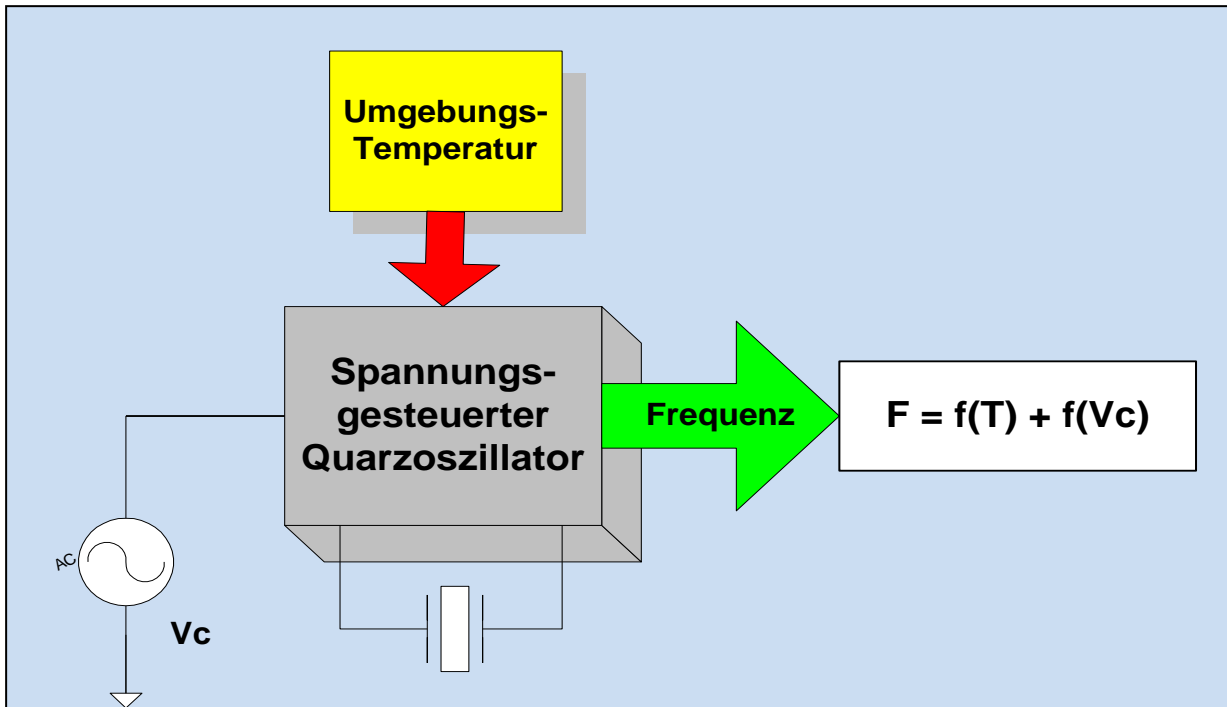 Umgebungs-
Temperatur
Spannungs-
gesteuerter
Quarzoszillator
Frequenz
F = f(T) + f(Vc)
AC
Vc